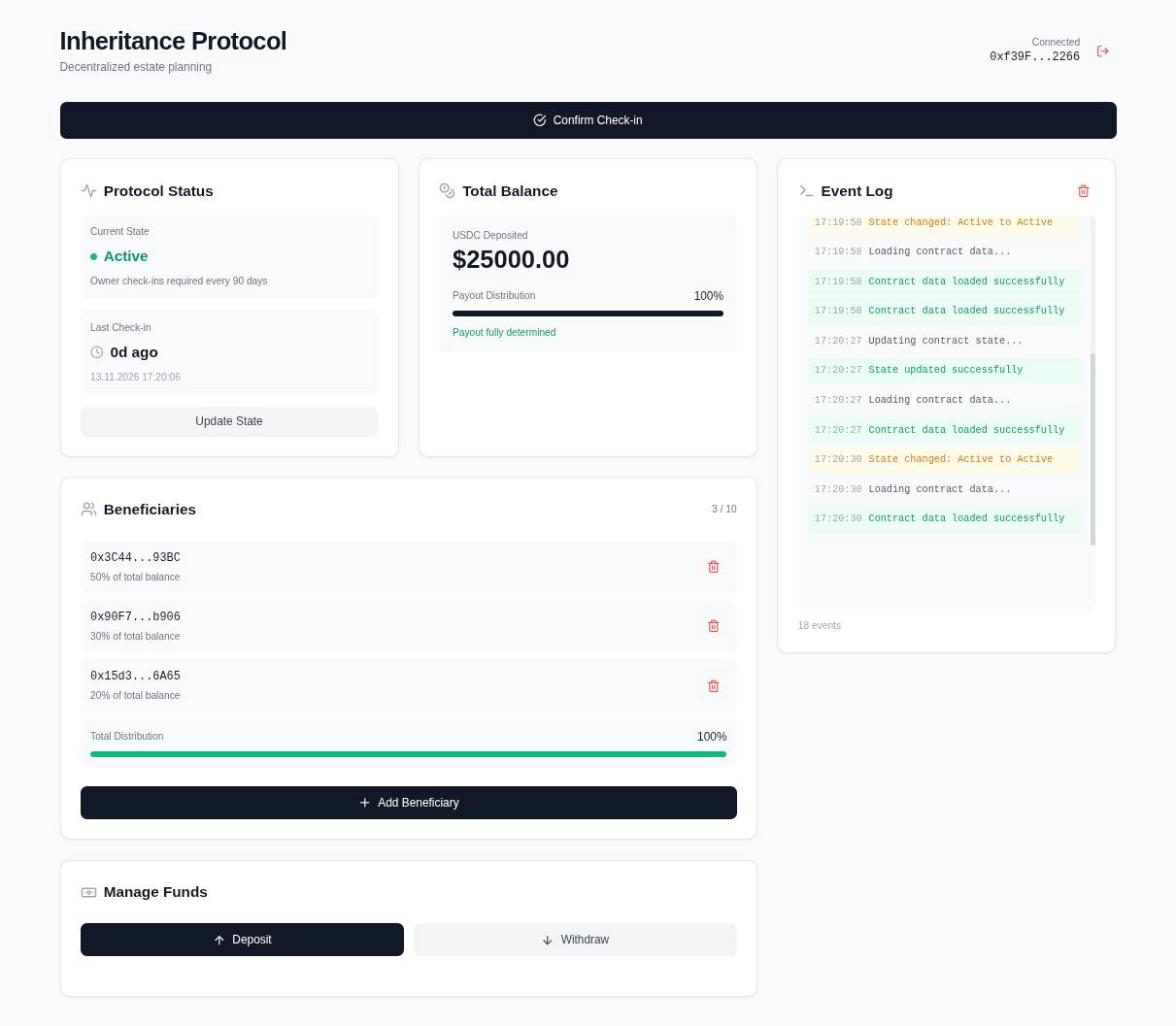 Inheritance Protocol
Decentralized estate planning
Connected
0xf39F...2266
Confirm Check-in
Protocol Status
Current State
Active
Owner check-ins required every 90 days
Last Check-in
0d ago
13.11.2026 17:20:06
Update State
Total Balance
USDC Deposited
$25000.00
Payout Distribution 100%
Payout fully determined
Event Log
17:19:58 State changed: Active to Active
17:19:58 Loading contract data...
17:19:58 Contract data loaded successfully
17:19:58 Contract data loaded successfully
17:20:27 Updating contract state...
17:20:27 State updated successfully
17:20:27 Loading contract data...
17:20:27 Contract data loaded successfully
17:20:30 State changed: Active to Active
17:20:30 Loading contract data...
17:20:30 Contract data loaded successfully
18 events
Beneficiaries 3 / 10
0x3C44...93BC
50% of total balance
0x90F7...b906
30% of total balance
0x15d3...6A65
20% of total balance
Total Distribution 100%
Add Beneficiary
Manage Funds
Deposit
Withdraw